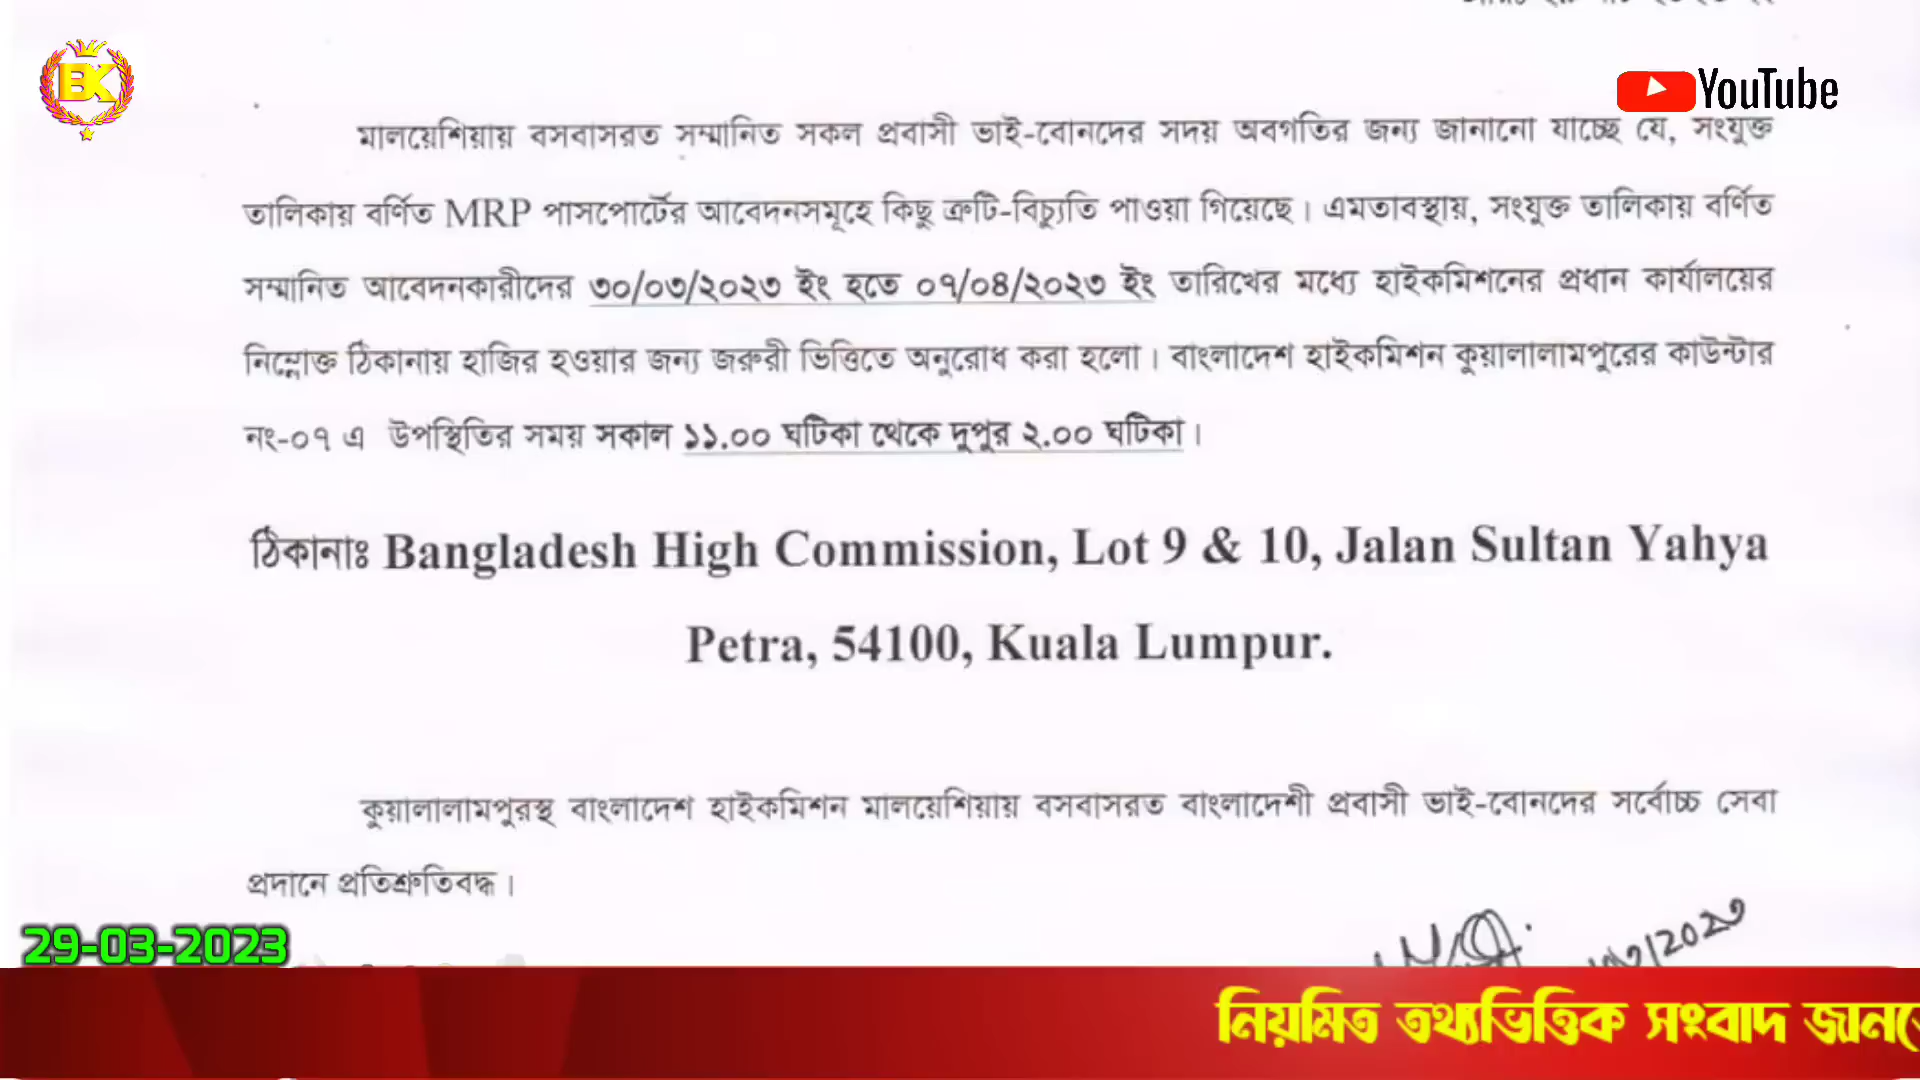 BK
YouTube
মালয়েশিয়ায় বসবাসরত সম্মানিত সকল প্রবাসী ভাই-বোনদের সদয় অবগতির জন্য জানানো যাচ্ছে যে, সংযুক্ত
তালিকায় বর্ণিত MRP পাসপোর্টের আবেদনসমূহে কিছু ত্রুটি-বিচ্যুতি পাওয়া গিয়েছে। এমতাবস্থায়, সংযুক্ত তালিকায় বর্ণিত
সম্মানিত আবেদনকারীদের ৩০/০৩/২০২৩ ইং হতে ০৭/০৪/২০২৩ ইং তারিখের মধ্যে হাইকমিশনের প্রধান কার্যালয়ের
নিম্নোক্ত ঠিকানায় হাজির হওয়ার জন্য জরুরী ভিত্তিতে অনুরোধ করা হলো। বাংলাদেশ হাইকমিশন কুয়ালালামপুরের কাউন্টার
নং-০৭ এ উপস্থিতির সময় সকাল ১১.০০ ঘটিকা থেকে দুপুর ২.০০ ঘটিকা।
ঠিকানাঃ Bangladesh High Commission, Lot 9 & 10, Jalan Sultan Yahya
Petra, 54100, Kuala Lumpur.
কুয়ালালামপুরস্থ বাংলাদেশ হাইকমিশন মালয়েশিয়ায় বসবাসরত বাংলাদেশী প্রবাসী ভাই-বোনদের সর্বোচ্চ সেবা
প্রদানে প্রতিশ্রুতিবদ্ধ।
29-03-2023
নিয়মিত তথ্যভিত্তিক সংবাদ